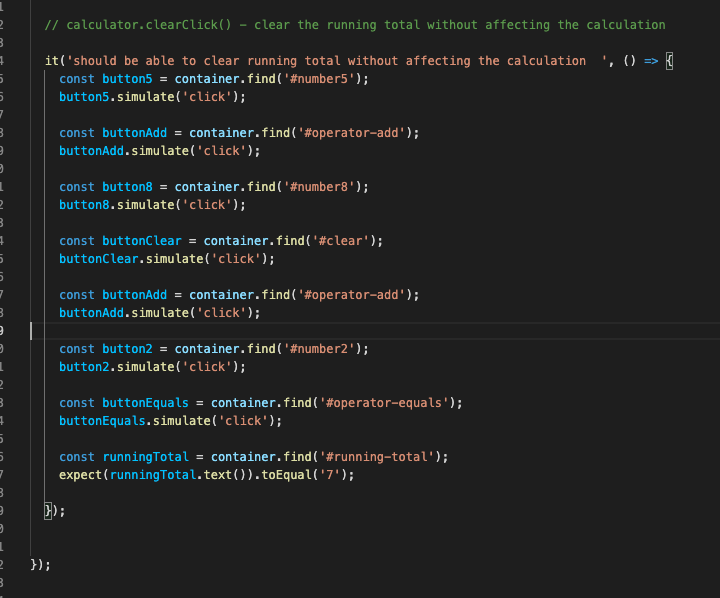 // calculator.clearClick() - clear the running total without affecting the calculation
it('should be able to clear running total without affecting the calculation  ', () => {
const button5 = container.find('#number5');
button5.simulate('click');
const buttonAdd = container.find('#operator-add');
buttonAdd.simulate('click');
const button8 = container.find('#number8');
button8.simulate('click');
const buttonClear = container.find('#clear');
buttonClear.simulate('click');
const buttonAdd = container.find('#operator-add');
buttonAdd.simulate('click');
const button2 = container.find('#number2');
button2.simulate('click');
const buttonEquals = container.find('#operator-equals');
buttonEquals.simulate('click');
const runningTotal = container.find('#running-total');
expect(runningTotal.text()).toEqual('7');
});
});